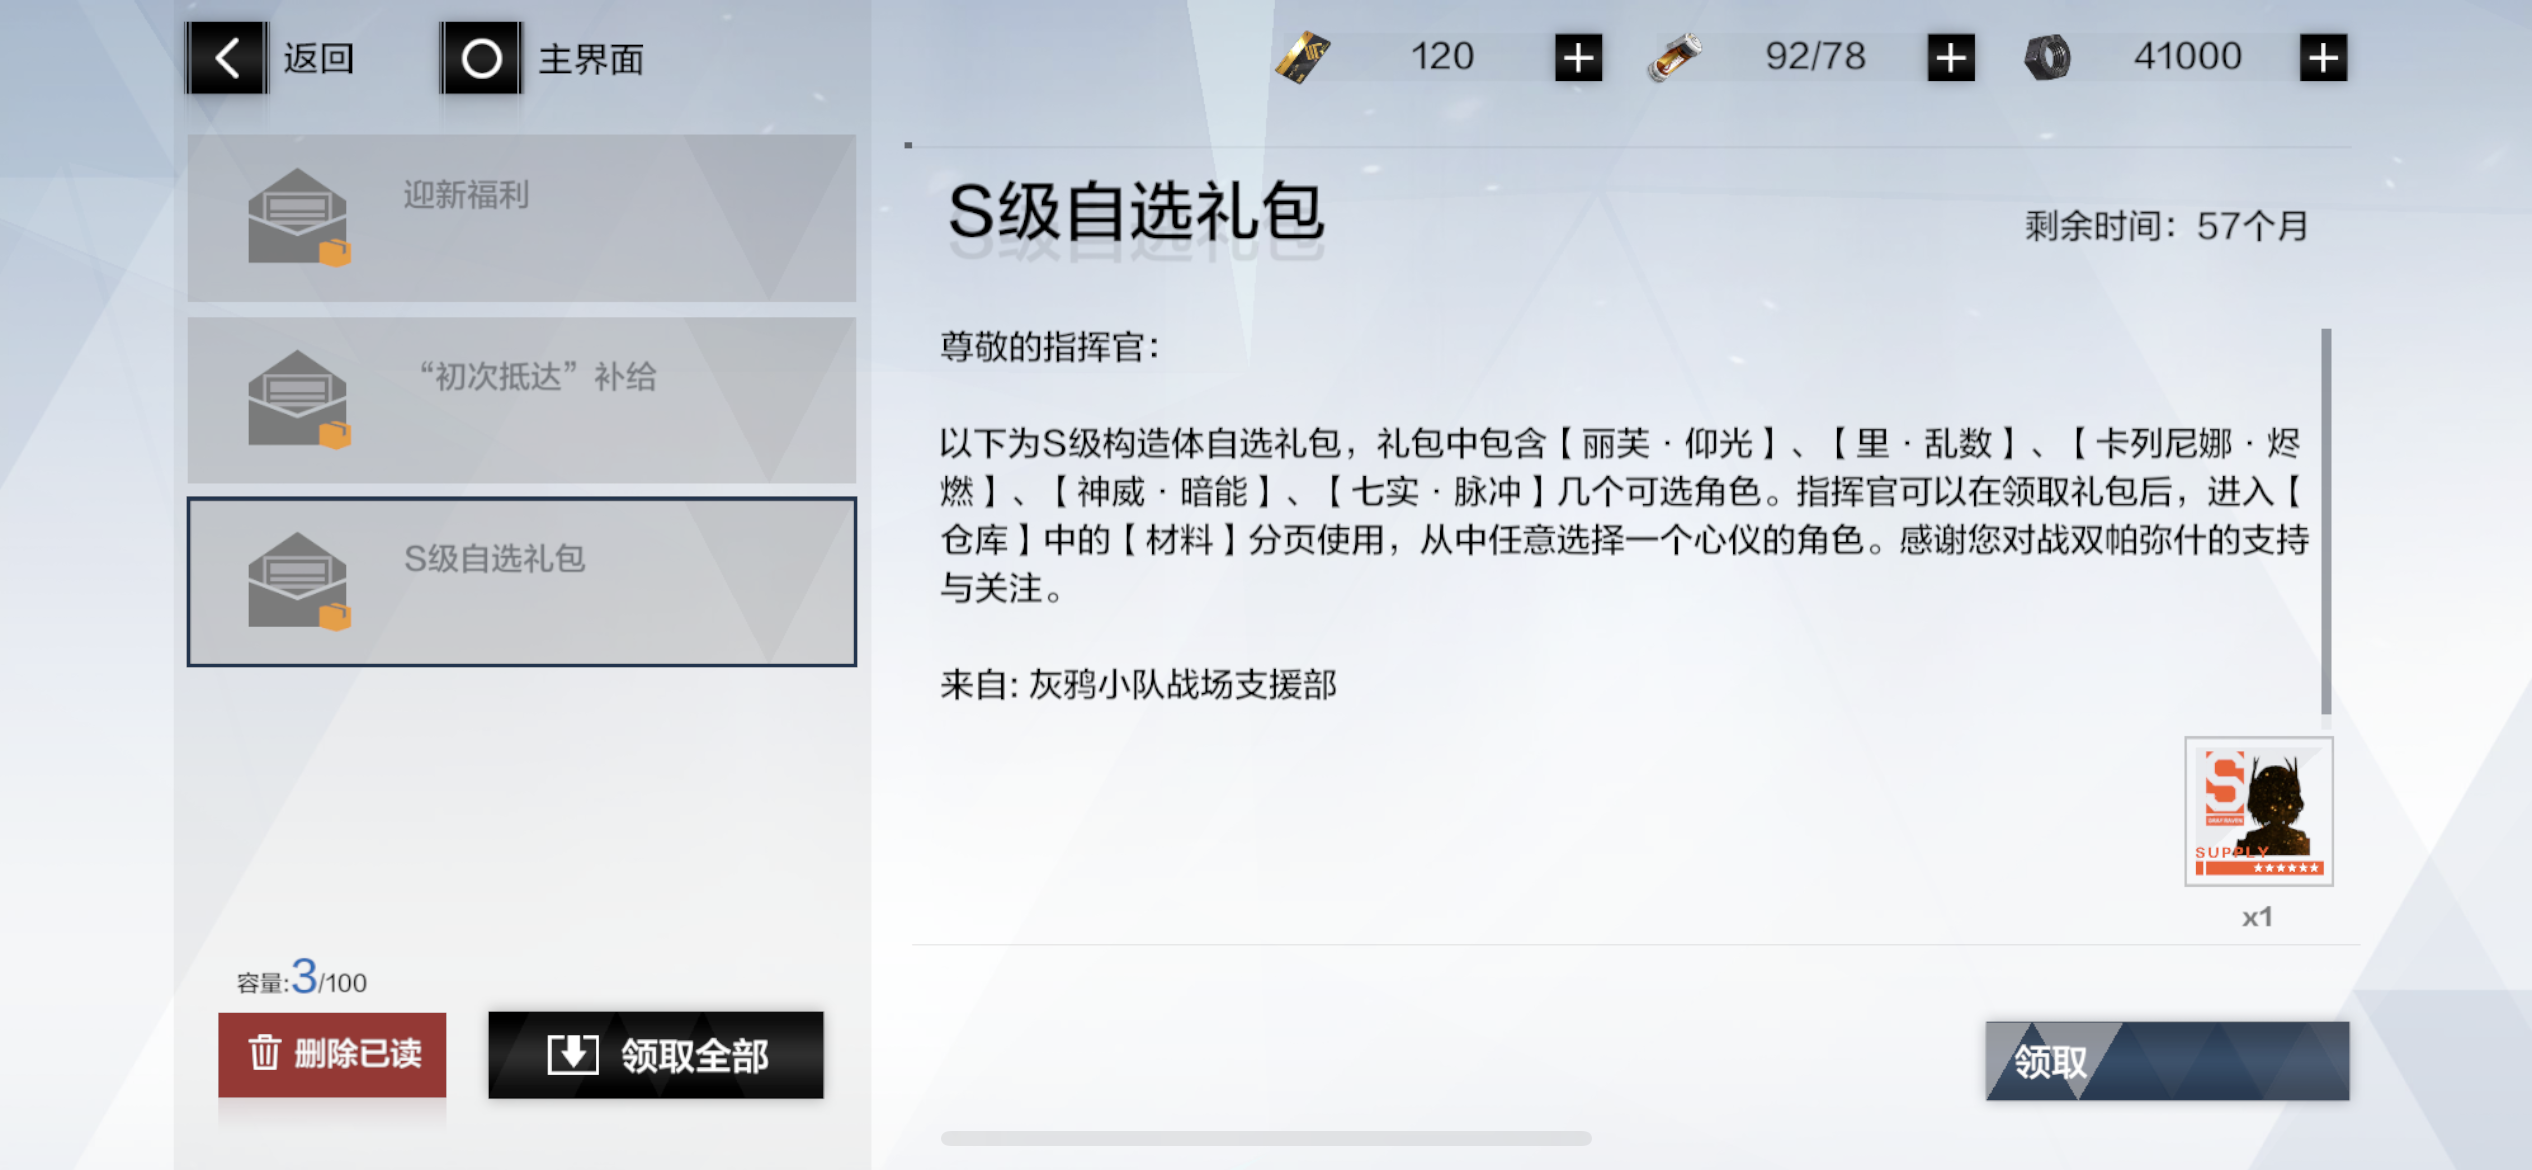 返回
主界面
120
92/78
41000
迎新福利
“初次抵达”补给
S级自选礼包
容量:3/100
删除已读
领取全部
S级自选礼包
剩余时间：57个月
尊敬的指挥官：
以下为S级构造体自选礼包，礼包中包含【丽芙·仰光】、【里·乱数】、【卡列尼娜·烬
燃】、【神威·暗能】、【七实·脉冲】几个可选角色。指挥官可以在领取礼包后，进入【
仓库】中的【材料】分页使用，从中任意选择一个心仪的角色。感谢您对战双帕弥什的支持
与关注。
来自: 灰鸦小队战场支援部
S
GRAY RAVEN
SUPPLY
x1
领取